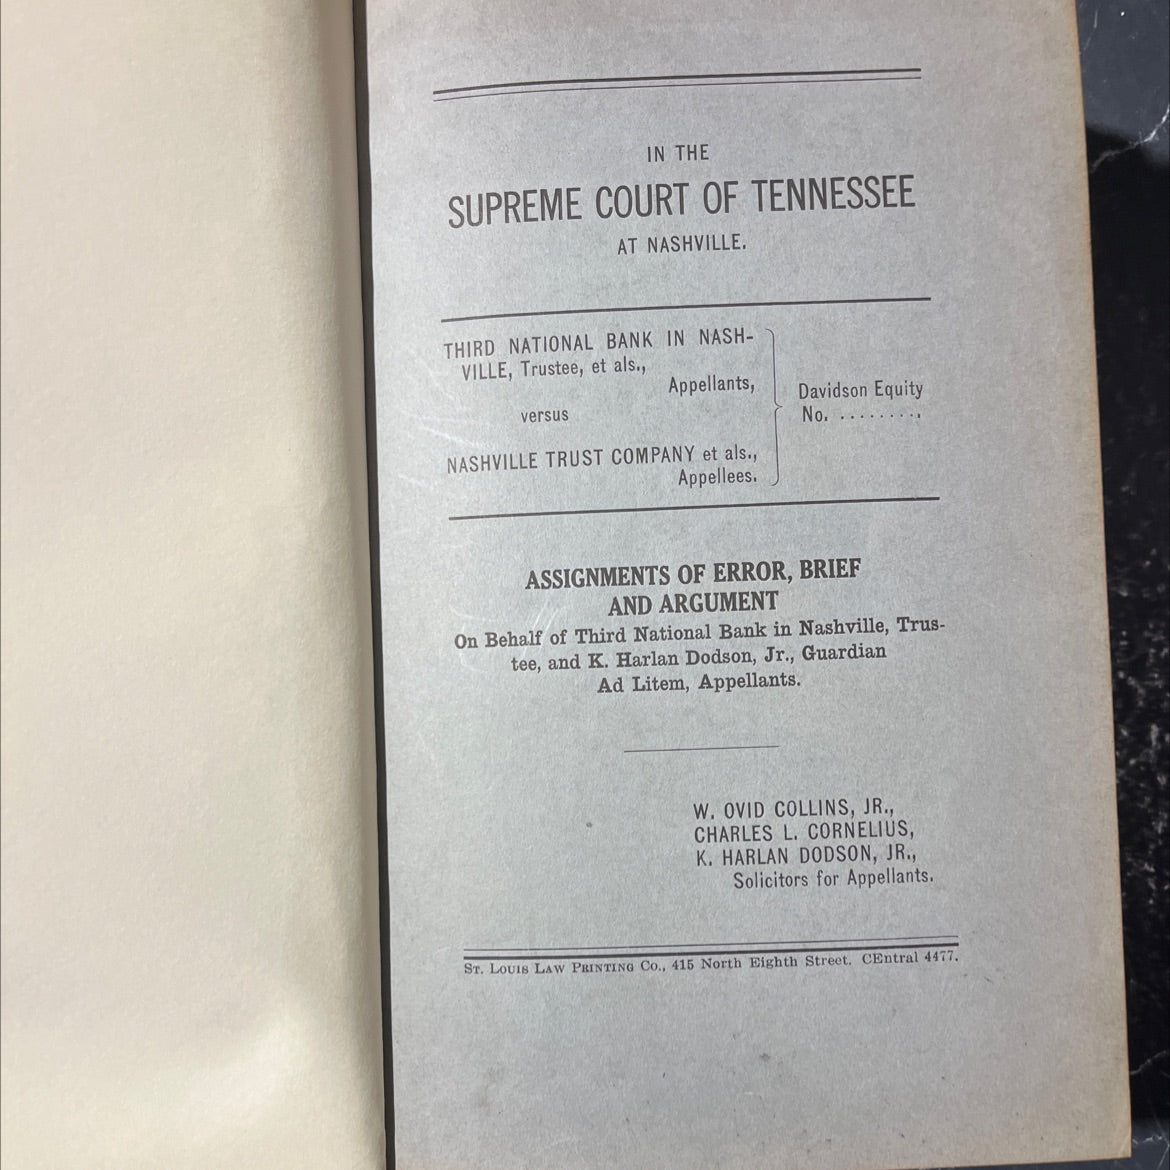 IN THE
SUPREME COURT OF TENNESSEE
AT NASHVILLE.
THIRD NATIONAL BANK IN NASH-
VILLE, Trustee, et als.,
Appellants,
versus
NASHVILLE TRUST COMPANY et als.,
Appellees.
Davidson Equity
No. .........
ASSIGNMENTS OF ERROR, BRIEF
AND ARGUMENT
On Behalf of Third National Bank in Nashville, Trus-
tee, and K. Harlan Dodson, Jr., Guardian
Ad Litem, Appellants.
W. OVID COLLINS, JR.,
CHARLES L. CORNELIUS,
K. HARLAN DODSON, JR.,
Solicitors for Appellants.
St. Louis Law Printing Co., 415 North Eighth Street. CEntral 4477.